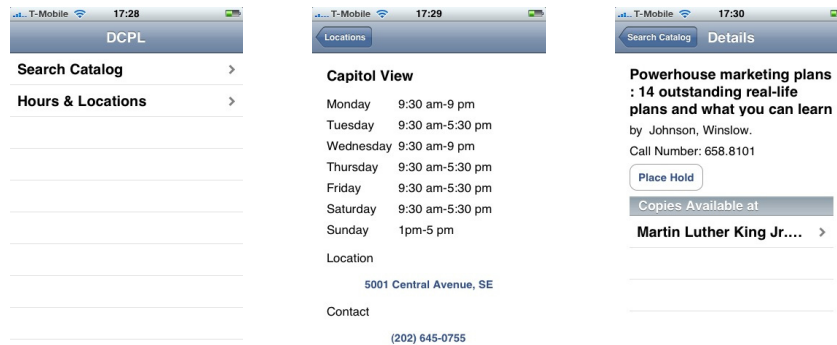 T-Mobile 17:28
DCPL
Search Catalog
Hours & Locations
... T-Mobile 17:29
Locations
Capitol View
Monday 9:30 am-9 pm
Tuesday 9:30 am-5:30 pm
Wednesday 9:30 am-9 pm
Thursday 9:30 am-5:30 pm
Friday 9:30 am-5:30 pm
Saturday 9:30 am-5:30 pm
Sunday 1pm-5 pm
Location
5001 Central Avenue, SE
Contact
(202) 645-0755
T-Mobile 17:30
Search Catalog Details
Powerhouse marketing plans
: 14 outstanding real-life
plans and what you can learn
by Johnson, Winslow.
Call Number: 658.8101
Place Hold
Copies Available at
Martin Luther King Jr....